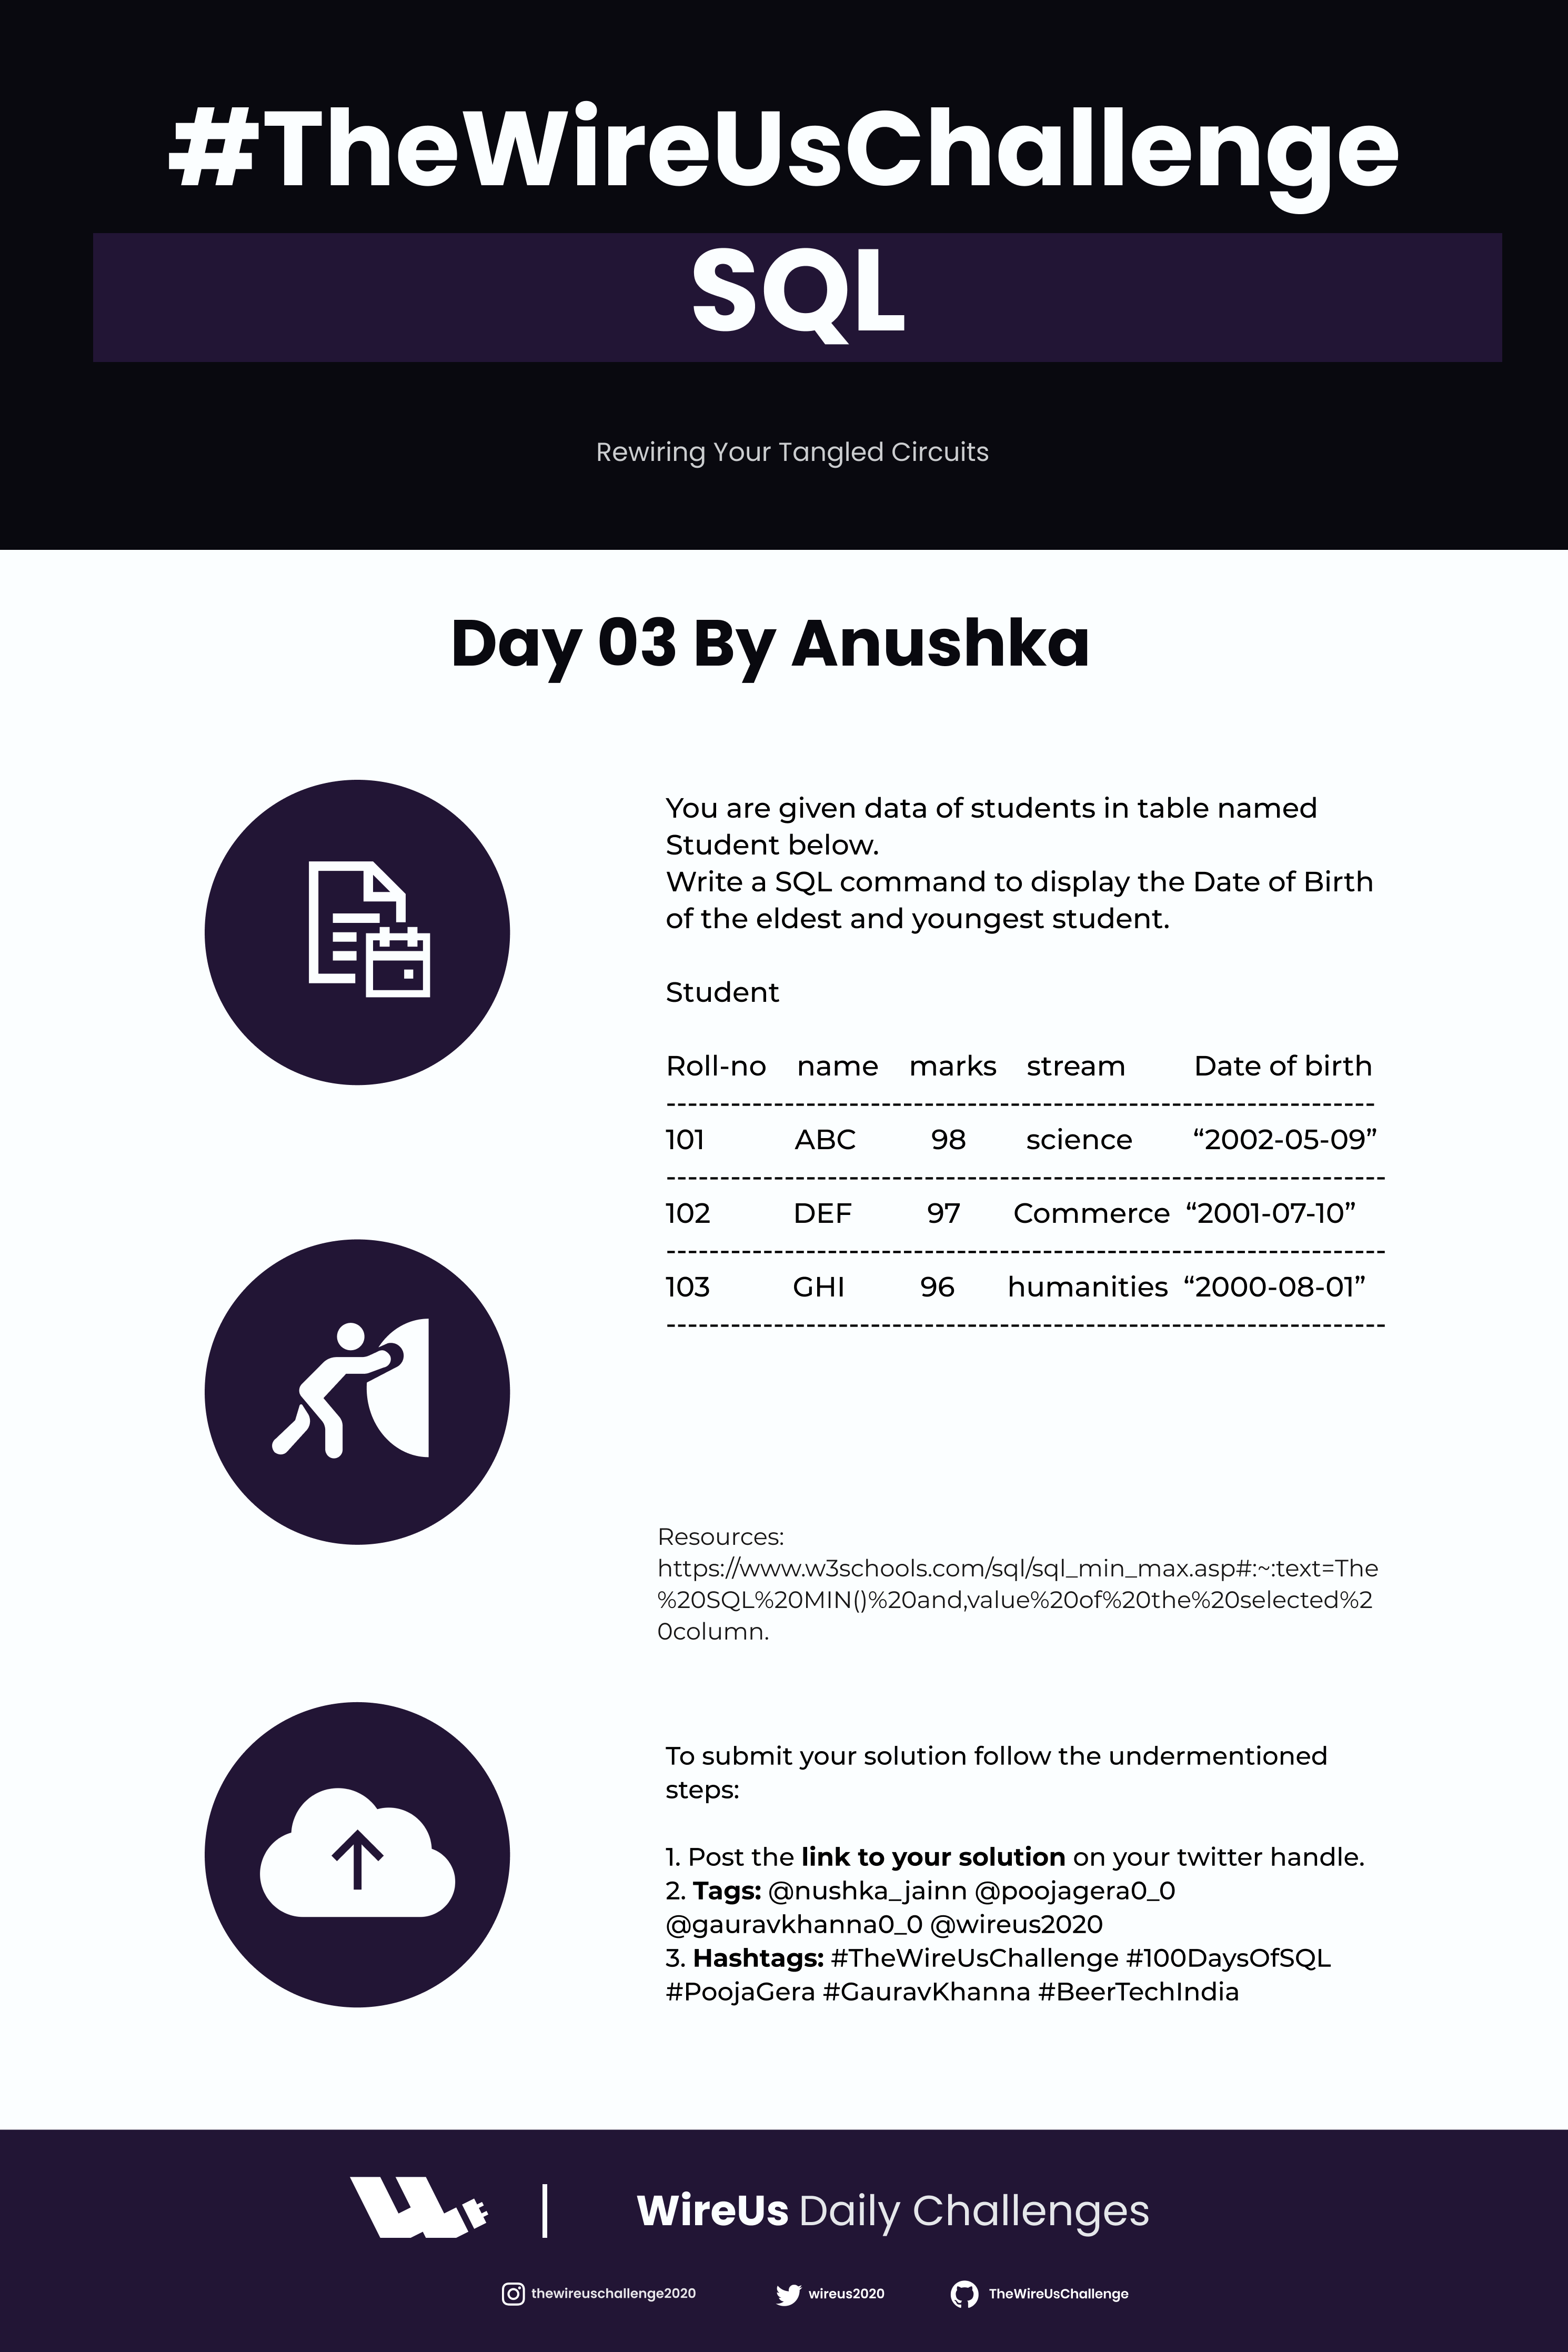 #TheWireUsChallenge
SQL
Rewiring Your Tangled Circuits
Day 03 By Anushka
You are given data of students in table named
Student below.
Write a SQL command to display the Date of Birth
of the eldest and youngest student.
Student
Roll-no name marks stream Date of birth
------------------------------------------------------------------
101 ABC 98 science “2002-05-09”
-------------------------------------------------------------------
102 DEF 97 Commerce “2001-07-10”
-------------------------------------------------------------------
103 GHI 96 humanities “2000-08-01”
-------------------------------------------------------------------
Resources:
https://www.w3schools.com/sql/sql_min_max.asp#:~:text=The
%20SQL%20MIN()%20and,value%20of%20the%20selected%2
0column.
To submit your solution follow the undermentioned
steps:
1. Post the link to your solution on your twitter handle.
2. Tags: @nushka_jainn @poojagera0_0
@gauravkhanna0_0 @wireus2020
3. Hashtags: #TheWireUsChallenge #100DaysOfSQL
#PoojaGera #GauravKhanna #BeerTechIndia
| WireUs Daily Challenges
thewireuschallenge2020 wireus2020 TheWireUsChallenge